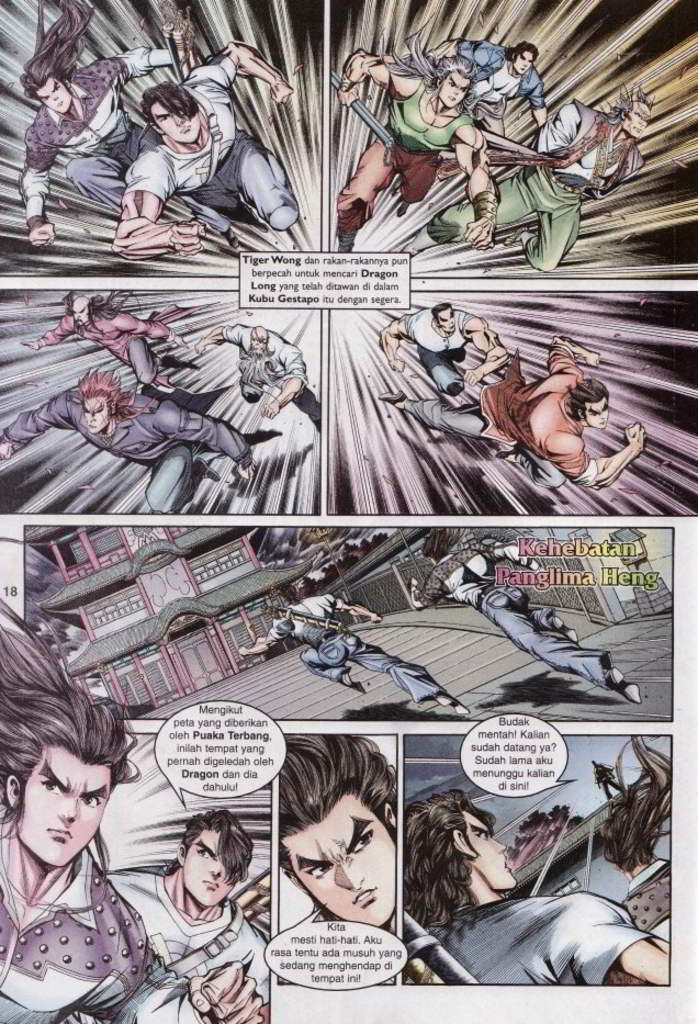 Tiger Wong dan rakan-rakannya pun
berpecah untuk mencari Dragon
Long yang telah ditawan di dalam
Kubu Gestapo itu dengan segera.
Kehebatan
Panglima Heng
18
Mengikut
peta yang diberikan
oleh Puaka Terbang,
inilah tempat yang
pernah digeledah oleh
Dragon dan dia
dahulu!
Kita
mesti hati-hati. Aku
rasa tentu ada musuh yang
sedang menghendap di
tempat ini!
Budak
mentah! Kalian
sudah datang ya?
Sudah lama aku
menunggu kalian
di sini!